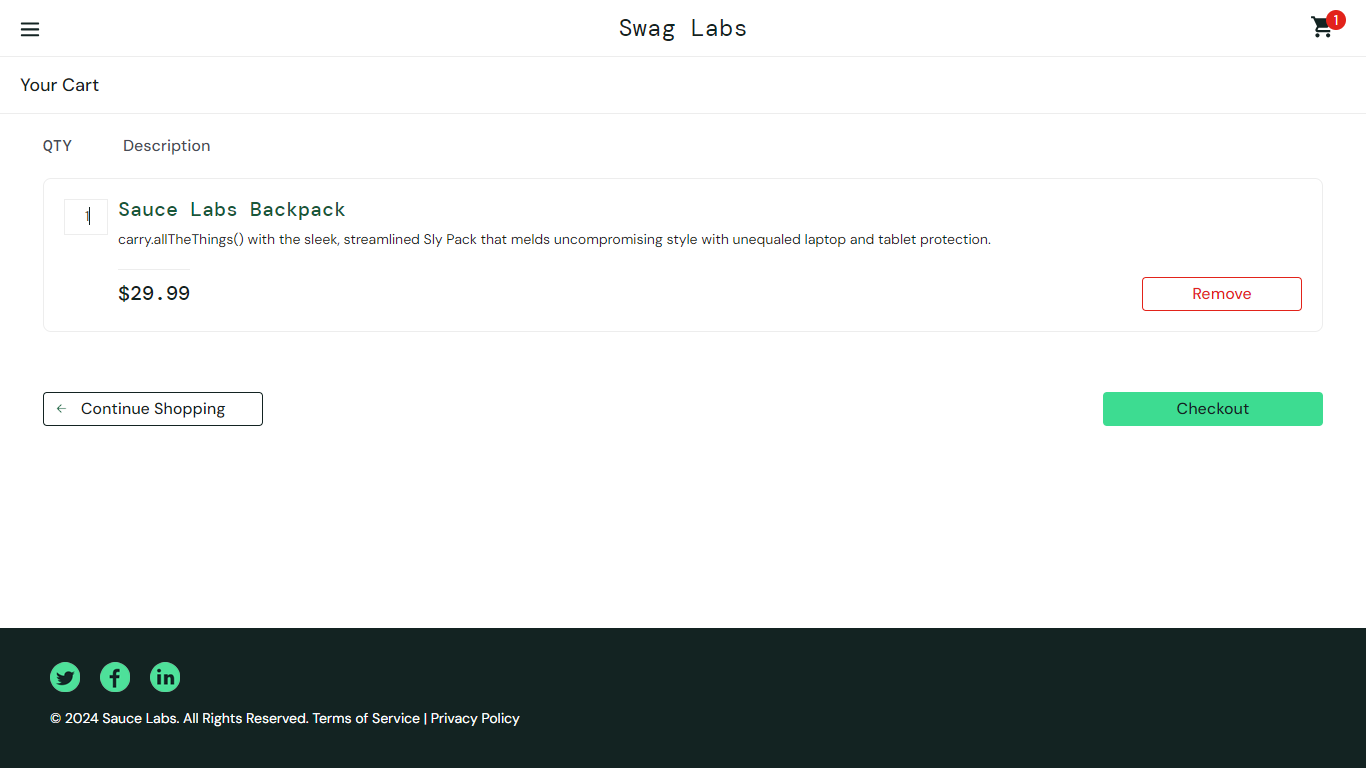 Swag Labs
1
Your Cart
QTY Description
1
Sauce Labs Backpack
carry.allTheThings() with the sleek, streamlined Sly Pack that melds uncompromising style with unequaled laptop and tablet protection.
$29.99
Remove
Continue Shopping
Checkout
© 2024 Sauce Labs. All Rights Reserved. Terms of Service | Privacy Policy